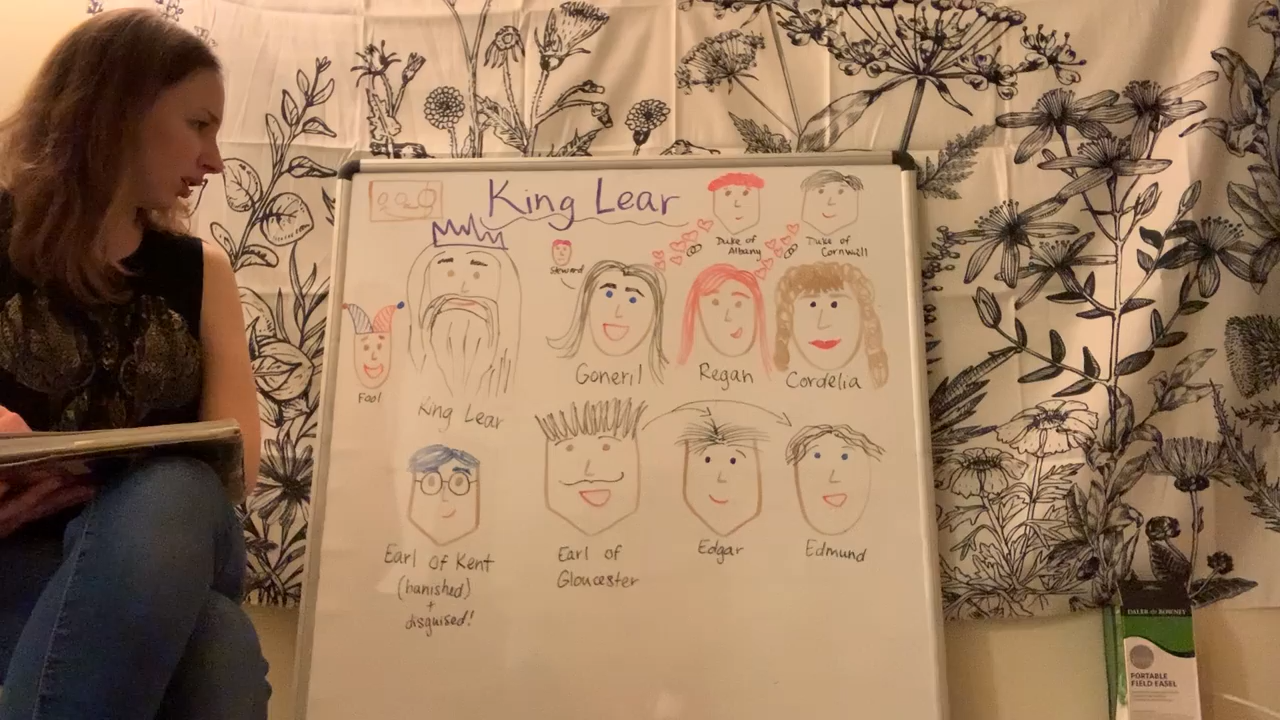 King Lear
Duke of
Albany
Duke of
Cornwall
Steward
Goneril
Regan
Cordelia
Fool
King Lear
Earl of Kent
(banished)
+
disguised!
Earl of
Gloucester
Edgar
Edmund
DALER ROWNEY
PORTABLE
FIELD EASEL